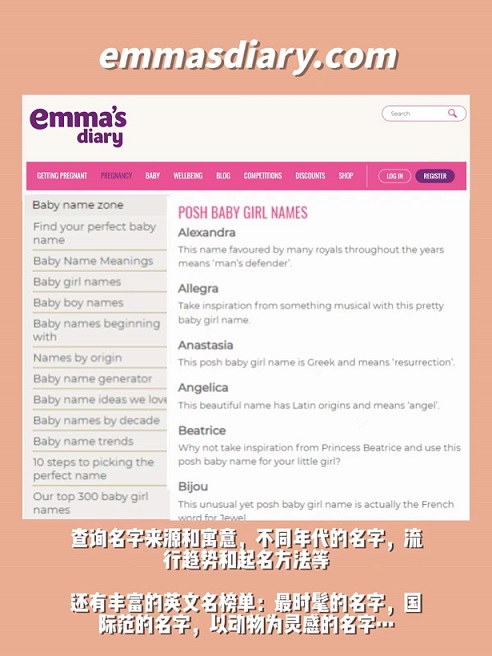 emmasdiary.com
emma's
diary
Search
GETTING PREGNANT PREGNANCY BABY WELLBEING BLOG COMPETITIONS DISCOUNTS SHOP LOG IN REGISTER
Baby name zone
Find your perfect baby
name
Baby Name Meanings
Baby girl names
Baby boy names
Baby names beginning
with
Names by origin
Baby name generator
Baby name ideas we love
Baby names by decade
Baby name trends
10 steps to picking the
perfect name
Our top 300 baby girl
names
POSH BABY GIRL NAMES
Alexandra
This name favoured by many royals throughout the years
means 'man's defender'.
Allegra
Take inspiration from something musical with this pretty
baby girl name.
Anastasia
This posh baby girl name is Greek and means 'resurrection'.
Angelica
This beautiful name has Latin origins and means 'angel'.
Beatrice
Why not take inspiration from Princess Beatrice and use this
posh baby name for your little girl?
Bijou
This unusual yet posh baby girl name is actually the French
word for Jewel
查询名字来源和寓意，不同年代的名字，流
行趋势和起名方法等
还有丰富的英文名榜单：最时髦的名字，国
际范的名字，以动物为灵感的名字…